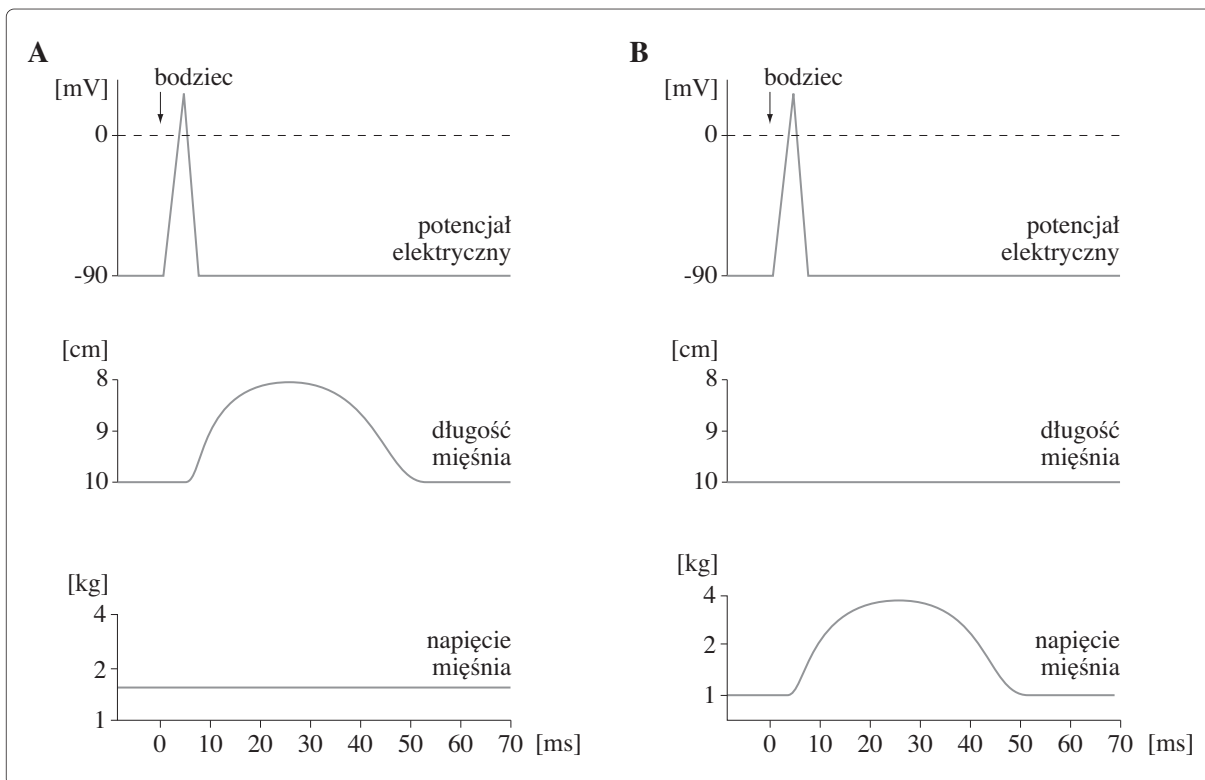 A
bodziec
[mV]
0
potencjał
elektryczny
-90
[cm]
8
9
długość
mięśnia
10
[kg]
4
napięcie
2
mięśnia
1
0 10 20 30 40 50 60 70 [ms]
B
bodziec
[mV]
0
potencjał
elektryczny
-90
[cm]
8
9
długość
mięśnia
10
[kg]
4
2
napięcie
mięśnia
1
0 10 20 30 40 50 60 70 [ms]